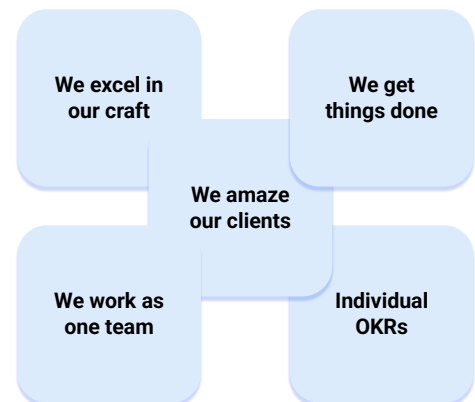 We excel in
our craft
We get
things done
We amaze
our clients
We work as
one team
Individual
OKRs